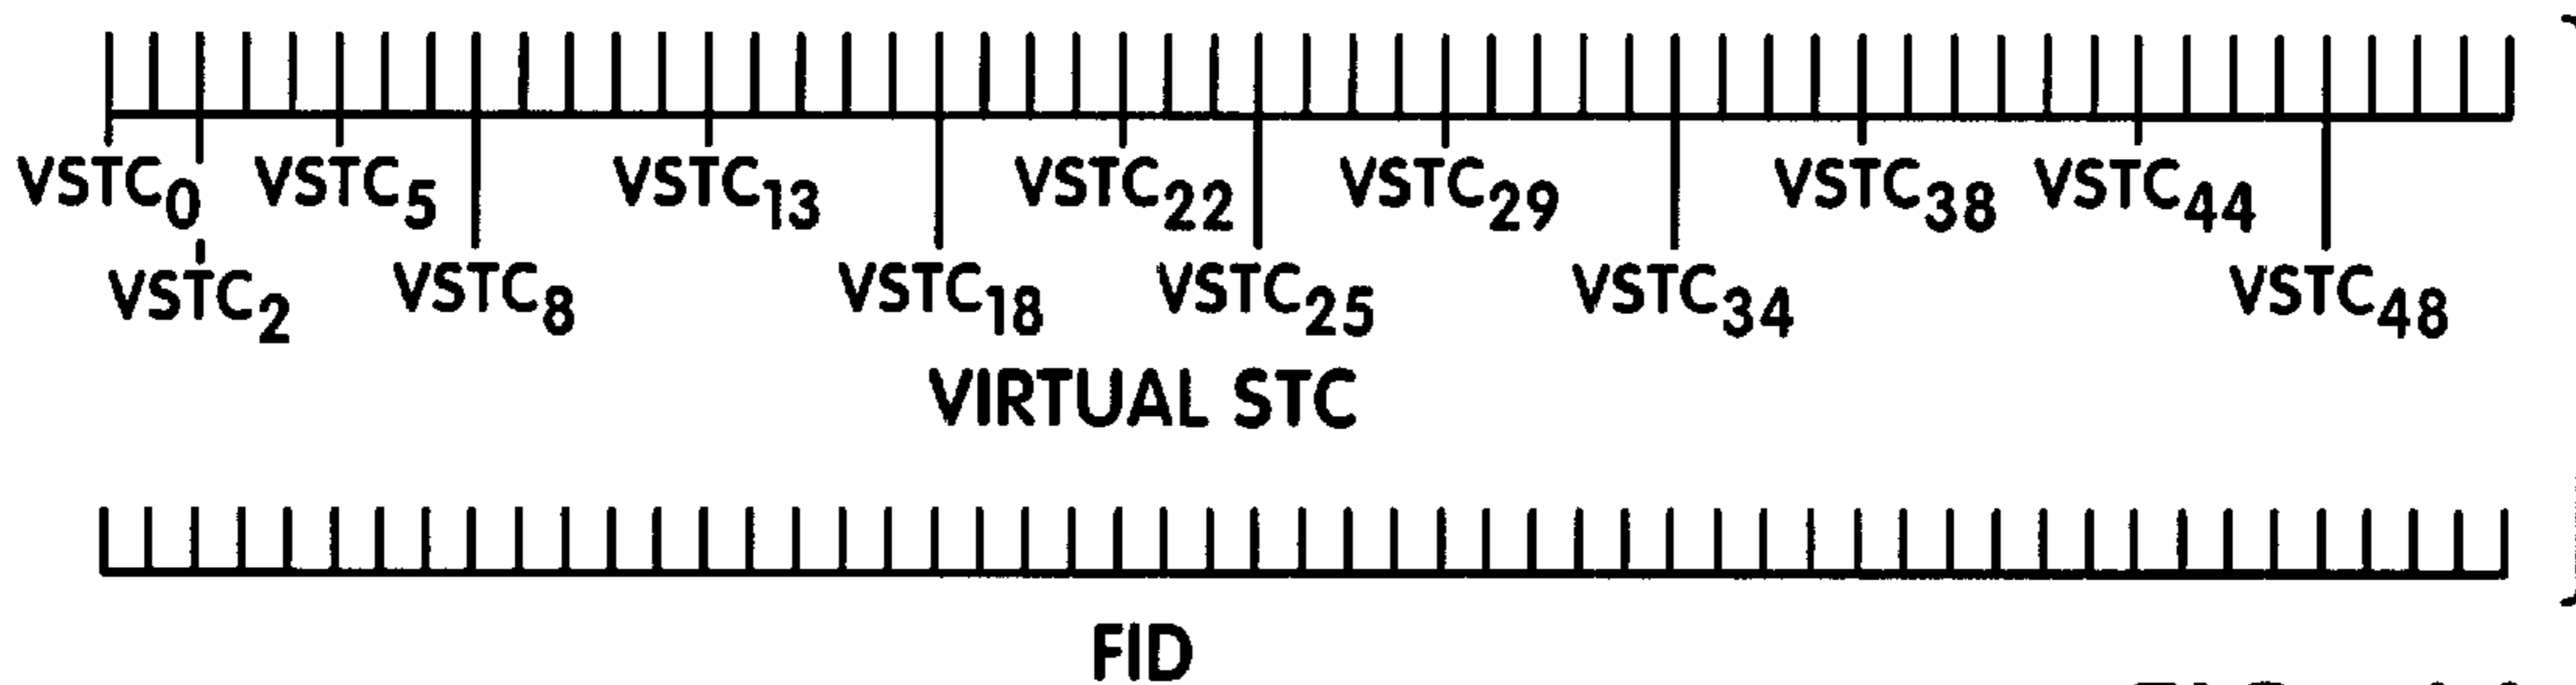 VSTC0 VSTC5 VSTC13 VSTC22 VSTC29 VSTC38 VSTC44
VSTC2 VSTC8 VSTC18 VSTC25 VSTC34 VSTC48
VIRTUAL STC
FID